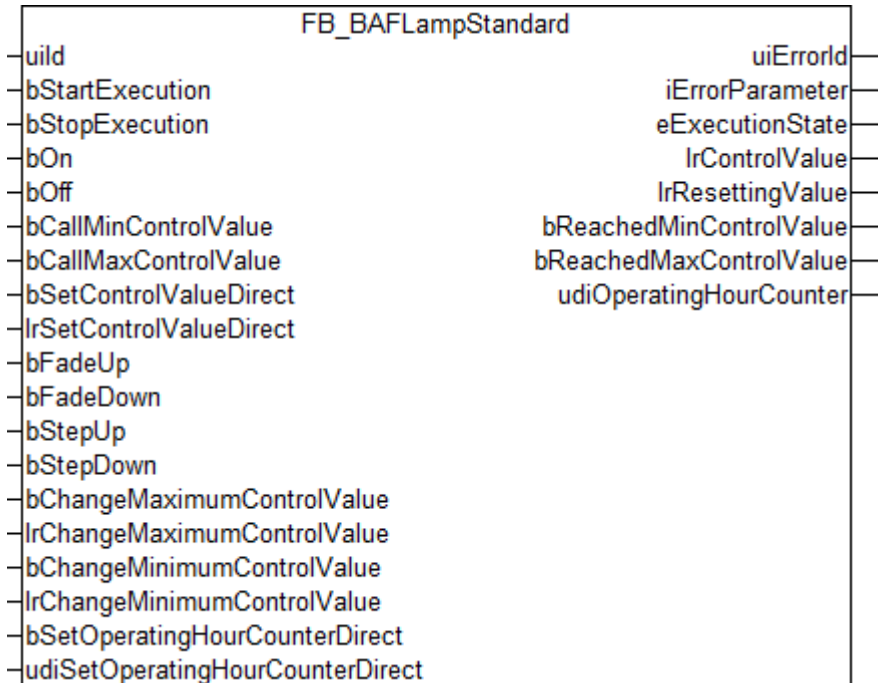 FB_BAFLampStandard
uiId uiErrorId
bStartExecution iErrorParameter
bStopExecution eExecutionState
bOn lrControlValue
bOff lrResettingValue
bCallMinControlValue bReachedMinControlValue
bCallMaxControlValue bReachedMaxControlValue
bSetControlValueDirect udiOperatingHourCounter
lrSetControlValueDirect
bFadeUp
bFadeDown
bStepUp
bStepDown
bChangeMaximumControlValue
lrChangeMaximumControlValue
bChangeMinimumControlValue
lrChangeMinimumControlValue
bSetOperatingHourCounterDirect
udiSetOperatingHourCounterDirect